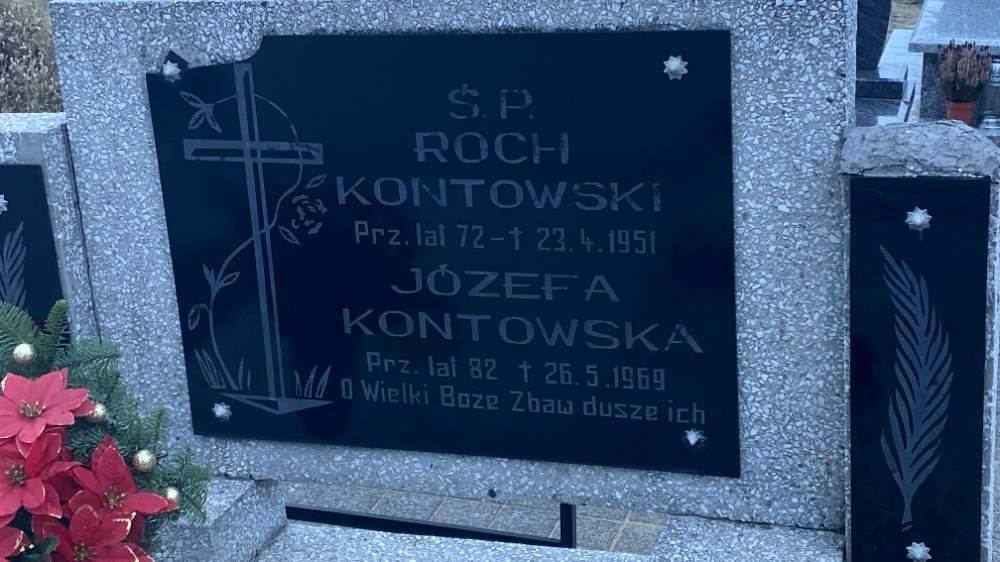 Ś. P.
ROCH
KONTOWSKI
Prz. lat 72 - † 23. 4. 1951
JÓZEFA
KONTOWSKA
Prz. lat 82 † 26. 5. 1969
O Wielki Boże Zbaw dusze ich